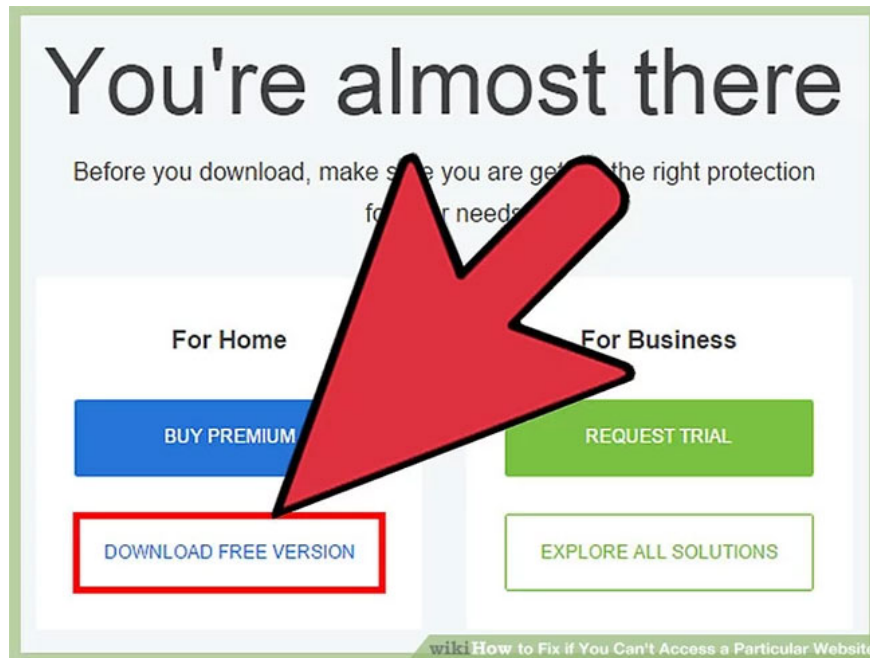 You're almost there
Before you download, make you are the right protection
needs
For Home
For Business
BUY PREMIUM
REQUEST TRIAL
DOWNLOAD FREE VERSION
EXPLORE ALL SOLUTIONS
wikiHow to Fix if You Can't Access a Particular Website